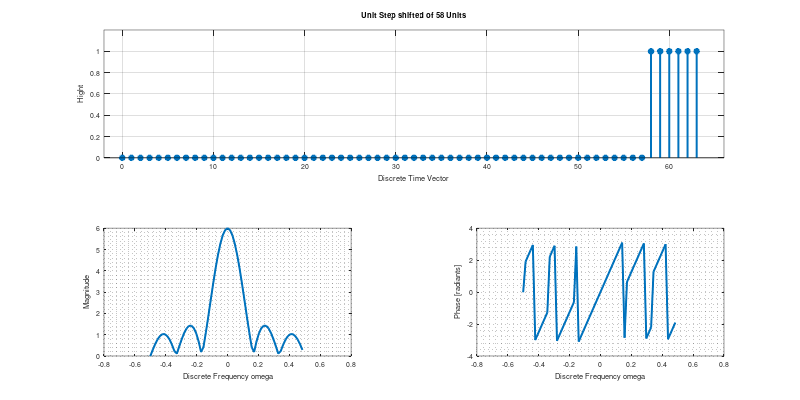 Unit Step shifted of 58 Units
1
0.8
0.6
0.4
0.2
0
Hight
0 10 20 30 40 50 60
Discrete Time Vector
6
5
4
3
2
1
0
Magnitude
-0.8 -0.6 -0.4 -0.2 0 0.2 0.4 0.6 0.8
Discrete Frequency omega
4
2
0
-2
-4
Phase [radiants]
-0.8 -0.6 -0.4 -0.2 0 0.2 0.4 0.6 0.8
Discrete Frequency omega